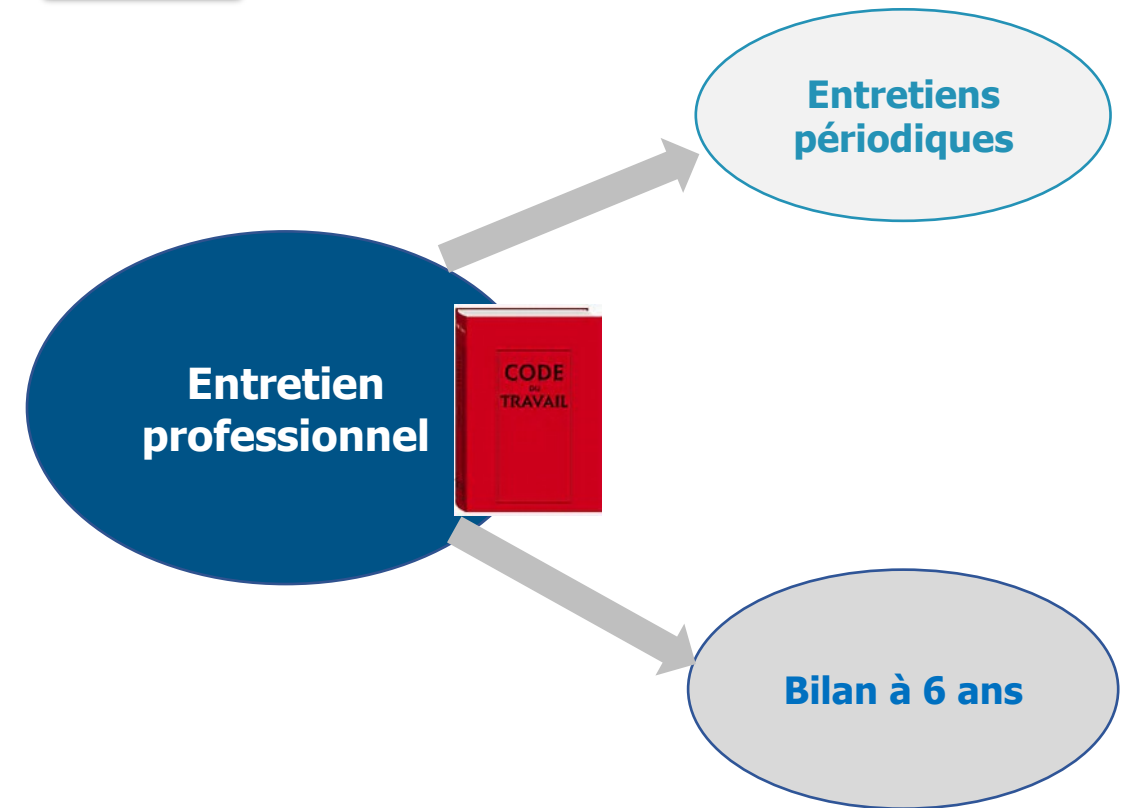 Entretiens
périodiques
Entretien
professionnel
CODE
DU
TRAVAIL
Bilan à 6 ans